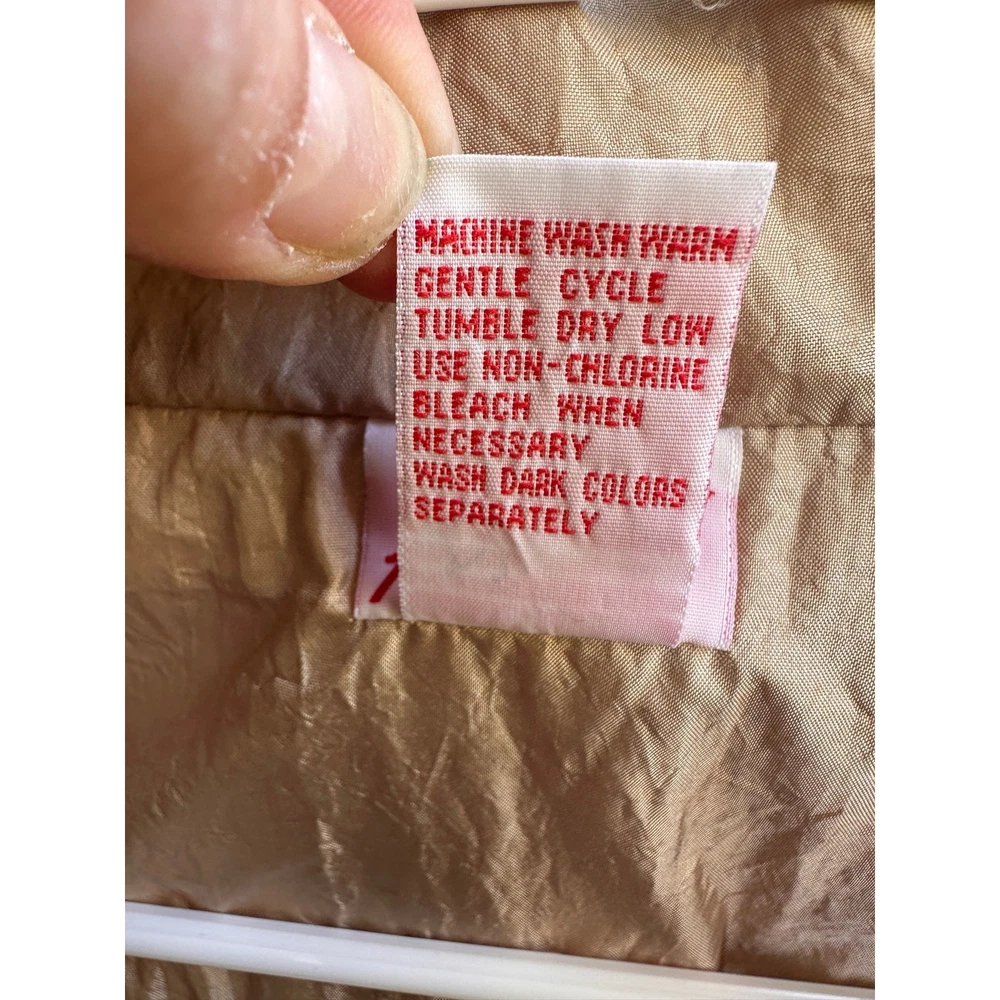 MACHINE WASH WARM
GENTLE CYCLE
TUMBLE DRY LOW
USE NON-CHLORINE
BLEACH WHEN
NECESSARY
WASH DARK COLORS
SEPARATELY